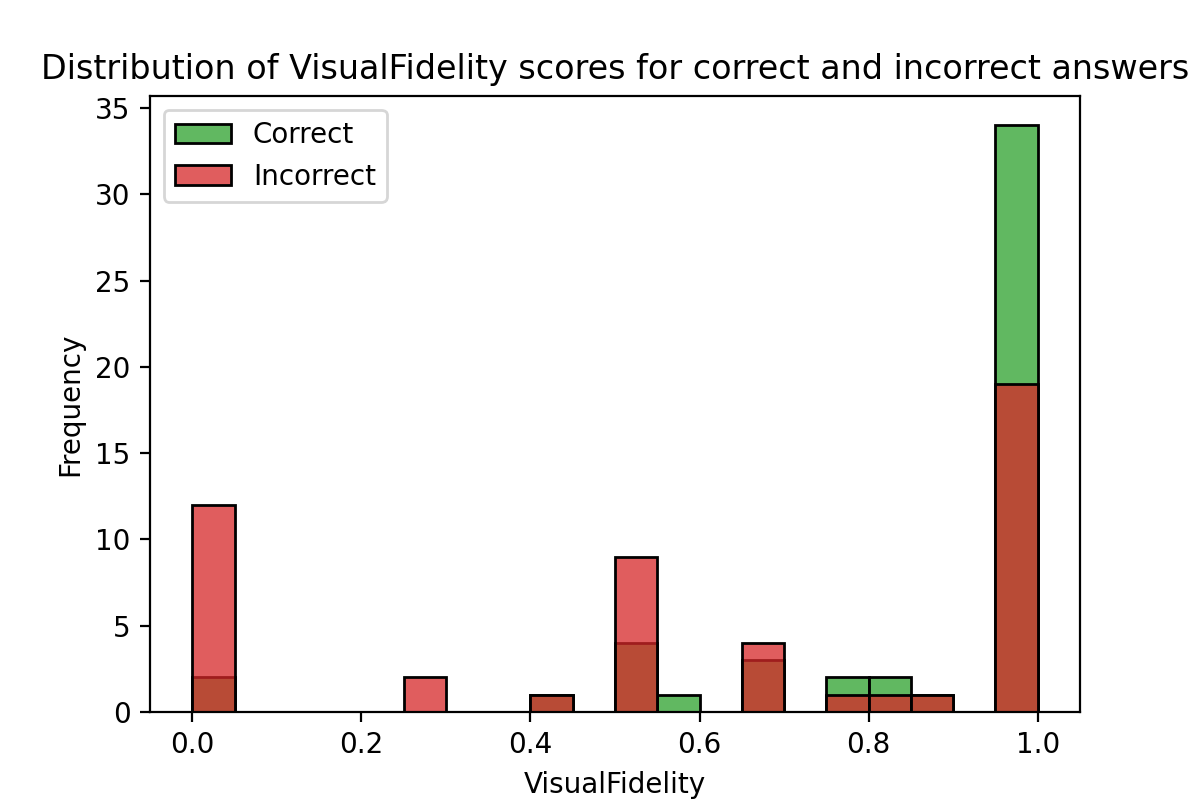 Distribution of VisualFidelity scores for correct and incorrect answers
35
30
25
20
15
10
5
0
Frequency
Correct
Incorrect
0.0 0.2 0.4 0.6 0.8 1.0
VisualFidelity